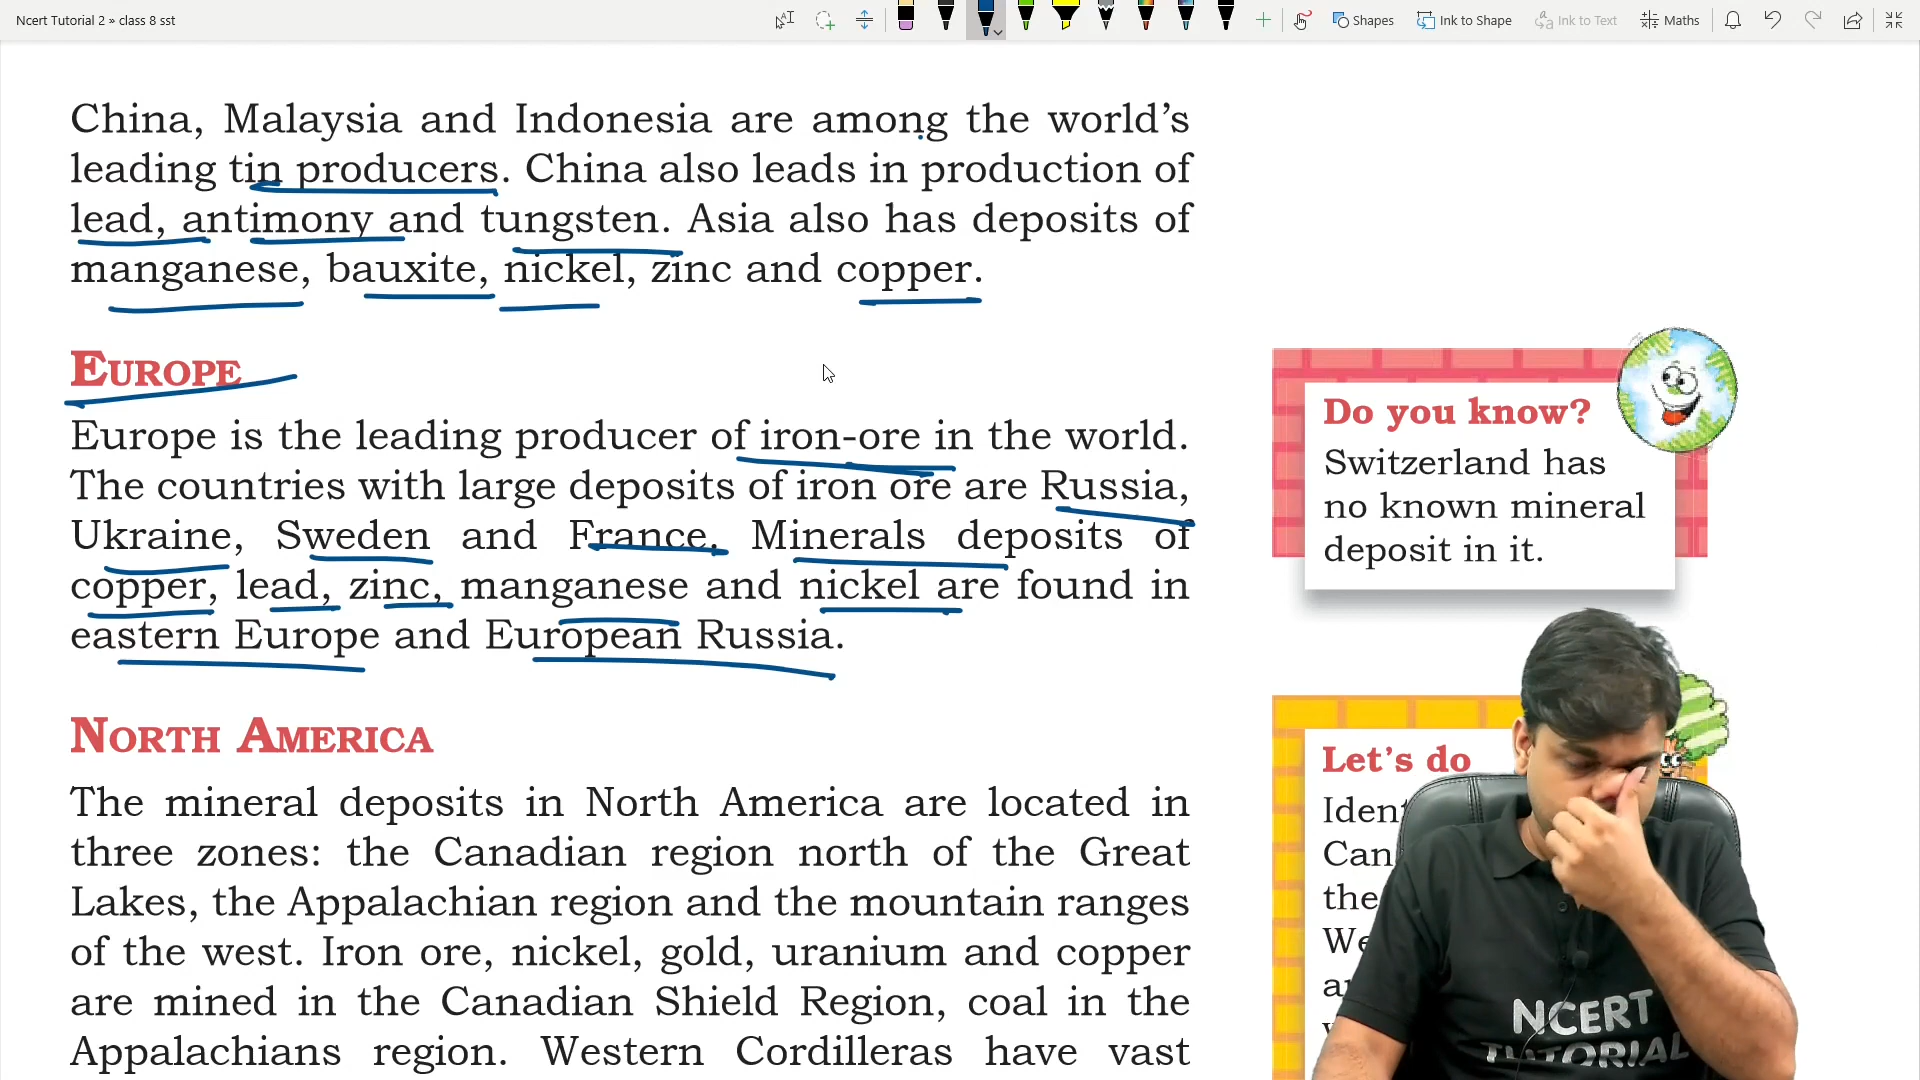 Ncert Tutorial 2 » class 8 sst
Shapes
Ink to Shape
Ink to Text
Maths
China, Malaysia and Indonesia are among the world’s
leading tin producers. China also leads in production of
lead, antimony and tungsten. Asia also has deposits of
manganese, bauxite, nickel, zinc and copper.
EUROPE
Europe is the leading producer of iron-ore in the world.
The countries with large deposits of iron ore are Russia,
Ukraine, Sweden and France. Minerals deposits of
copper, lead, zinc, manganese and nickel are found in
eastern Europe and European Russia.
NORTH AMERICA
The mineral deposits in North America are located in
three zones: the Canadian region north of the Great
Lakes, the Appalachian region and the mountain ranges
of the west. Iron ore, nickel, gold, uranium and copper
are mined in the Canadian Shield Region, coal in the
Appalachians region. Western Cordilleras have vast
Do you know?
Switzerland has
no known mineral
deposit in it.
Let’s do
the
NCERT
TUTORIAL